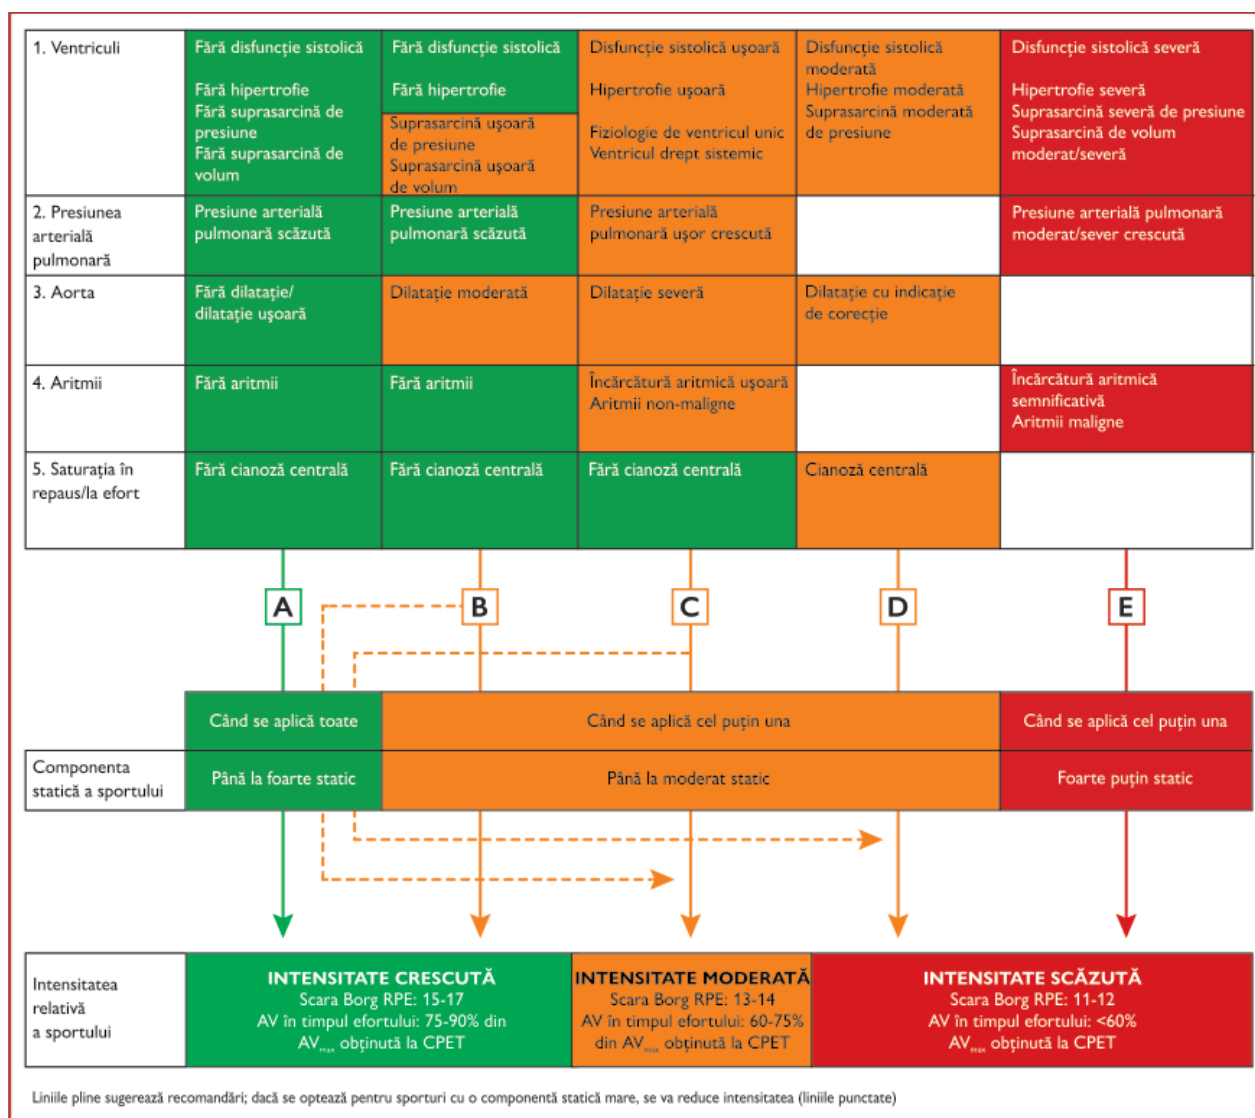 1. Ventriculi
Fără disfuncție sistolică
Fără hipertrofie
Fără suprasarcină de
presiune
Fără suprasarcină de
volum
Fără disfuncție sistolică
Fără hipertrofie
Suprasarcină ușoară
de presiune
Suprasarcină ușoară
de volum
Disfuncție sistolică ușoară
Hipertrofie ușoară
Fiziologie de ventricul unic
Ventricul drept sistemic
Disfuncție sistolică
moderată
Hipertrofie moderată
Suprasarcină moderată
de presiune
Disfuncție sistolică severă
Hipertrofie severă
Suprasarcină severă de presiune
Suprasarcină de volum
moderat/severă
2. Presiunea
arterială
pulmonară
Presiune arterială
pulmonară scăzută
Presiune arterială
pulmonară scăzută
Presiune arterială
pulmonară ușor crescută
Presiune arterială pulmonară
moderat/sever crescută
3. Aorta
Fără dilatație/
dilatație ușoară
Dilatație moderată
Dilatație severă
Dilatație cu indicație
de corecție
4. Aritmii
Fără aritmii
Fără aritmii
Încărcătură aritmică ușoară
Aritmii non-maligne
Încărcătură aritmică
semnificativă
Aritmii maligne
5. Saturația în
repaus/la efort
Fără cianoză centrală
Fără cianoză centrală
Fără cianoză centrală
Cianoză centrală
A
B
C
D
E
Când se aplică toate
Când se aplică cel puțin una
Când se aplică cel puțin una
Componenta
statică a sportului
Până la foarte static
Până la moderat static
Foarte puțin static
Intensitatea
relativă
a sportului
INTENSITATE CRESCUTĂ
Scara Borg RPE: 15-17
AV în timpul efortului: 75-90% din
AVmax obținută la CPET
INTENSITATE MODERATĂ
Scara Borg RPE: 13-14
AV în timpul efortului: 60-75%
din AVmax obținută la CPET
INTENSITATE SCĂZUTĂ
Scara Borg RPE: 11-12
AV în timpul efortului: <60%
AVmax obținută la CPET
Liniile pline sugerează recomandări; dacă se optează pentru sporturi cu o componentă statică mare, se va reduce intensitatea (liniile punctate)